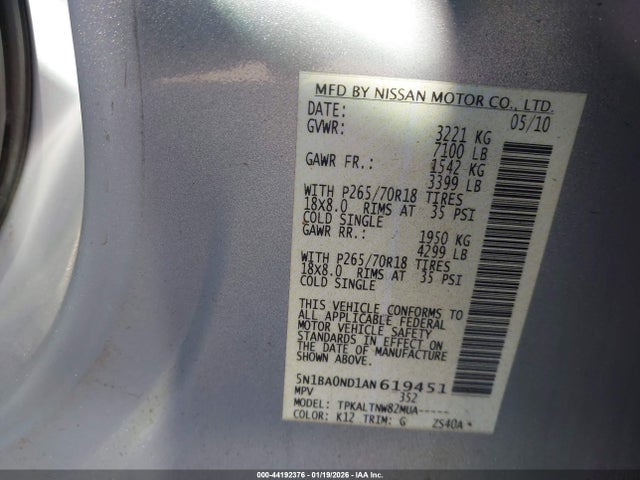 MFD BY NISSAN MOTOR CO., LTD.
DATE: 05/10
GVWR: 3221 KG
7100 LB
GAWR FR.: 1542 KG
3399 LB
WITH P265/70R18 TIRES
18X8.0 RIMS AT 35 PSI
COLD SINGLE
GAWR RR.: 1950 KG
4299 LB
WITH P265/70R18 TIRES
18X8.0 RIMS AT 35 PSI
COLD SINGLE
THIS VEHICLE CONFORMS TO
ALL APPLICABLE FEDERAL
MOTOR VEHICLE SAFETY
STANDARDS IN EFFECT ON
THE DATE OF MANUFACTURE
SHOWN ABOVE.
5N1BA0ND1AN619451
MPV 352
MODEL: TPKALTNW82MUA-----
COLOR: K12 TRIM: G ZS40A*
000-44192376 - 01/19/2026 - IAA Inc.